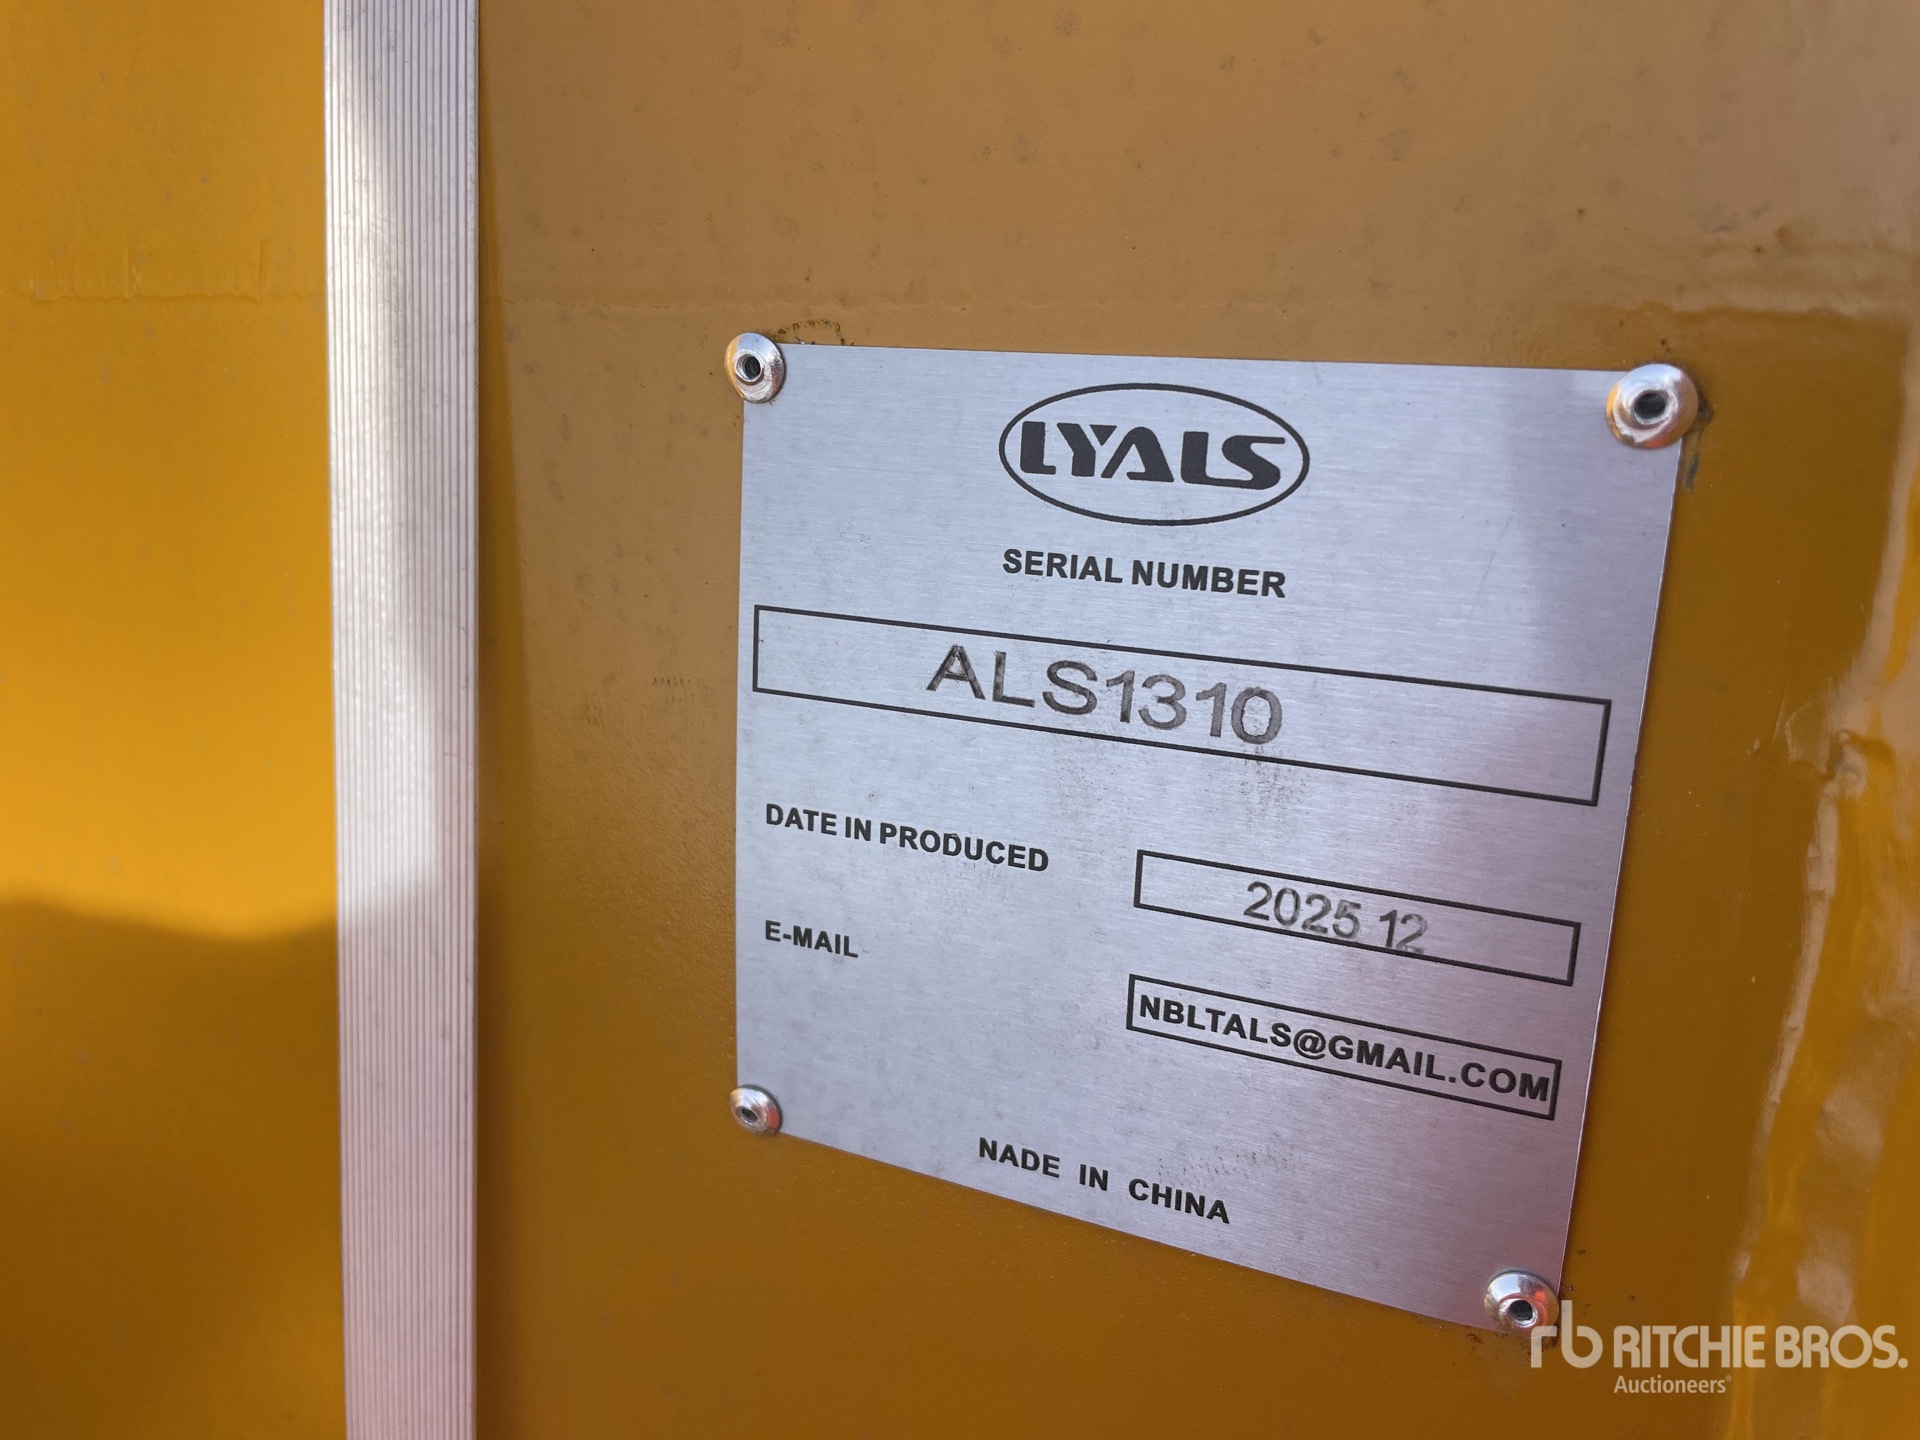 LYALS
SERIAL NUMBER
ALS1310
DATE IN PRODUCED
2025 12
E-MAIL
NBLTALS@GMAIL.COM
NADE IN CHINA
rb RITCHIE BROS.
Auctioneers®